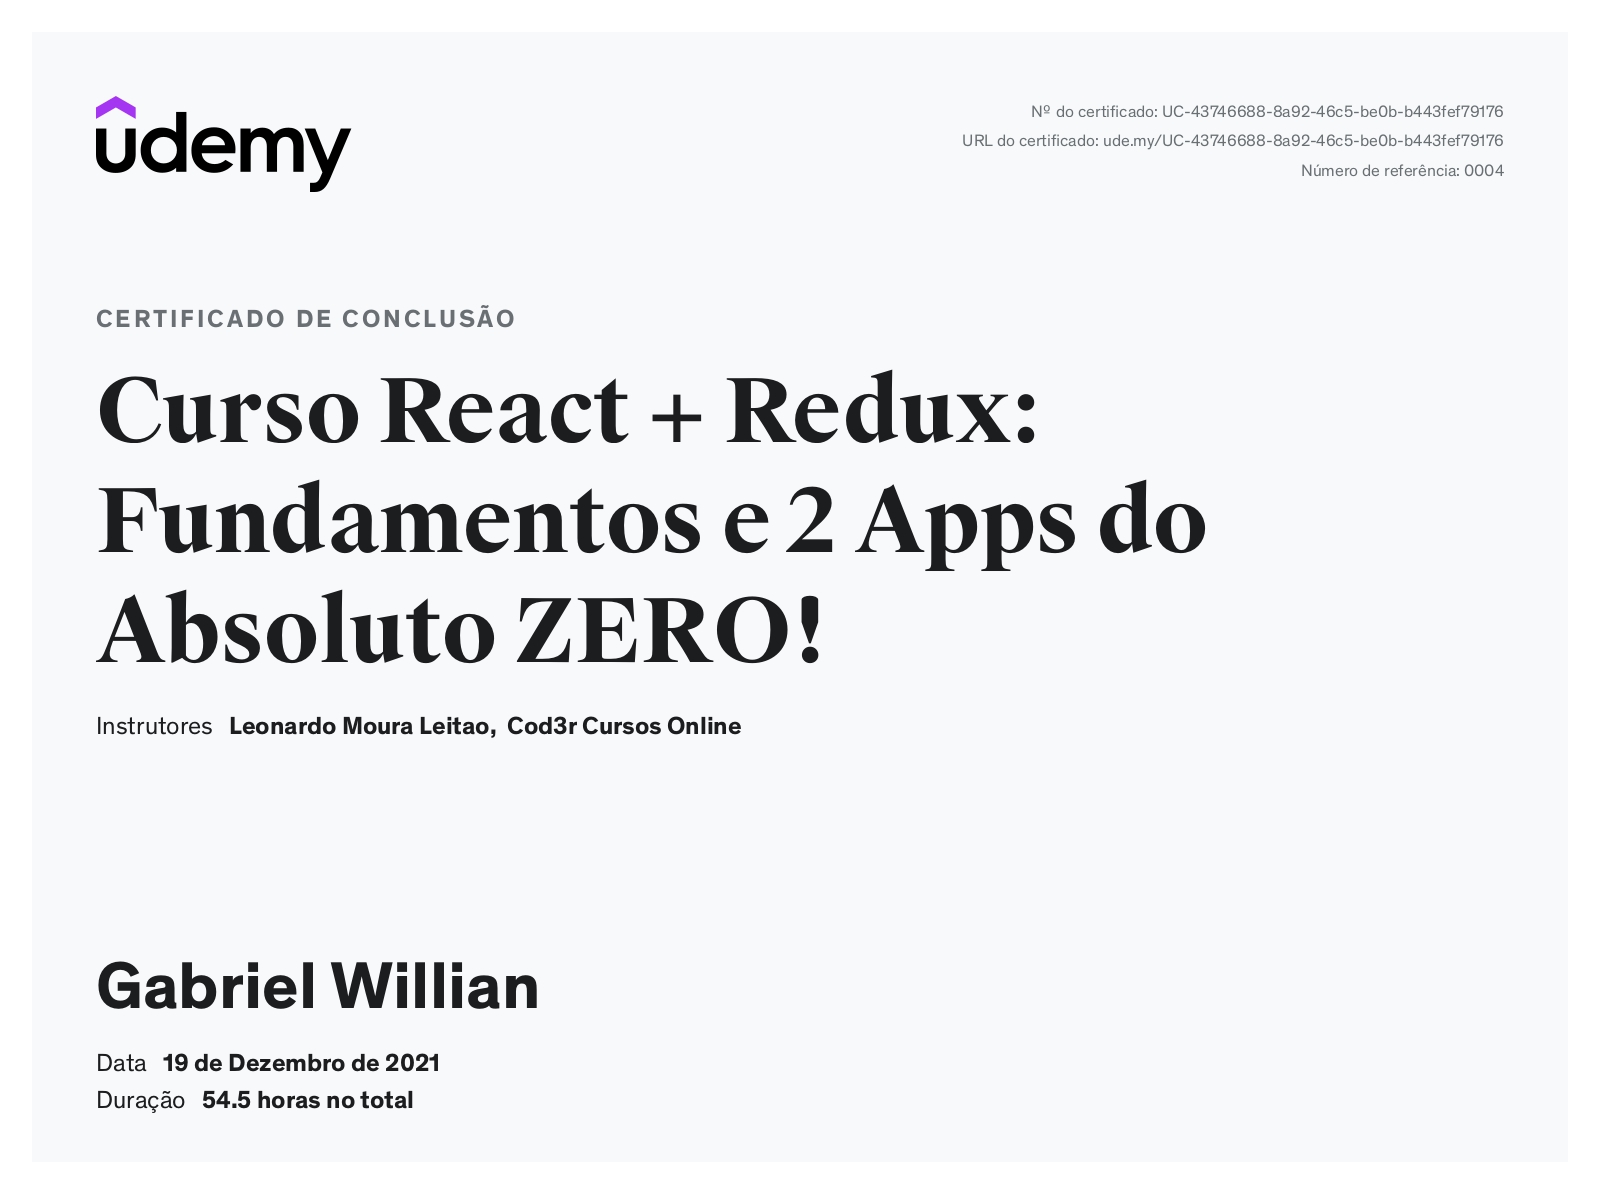 udemy
Nº do certificado: UC-43746688-8a92-46c5-be0b-b443fef79176
URL do certificado: ude.my/UC-43746688-8a92-46c5-be0b-b443fef79176
Número de referência: 0004
CERTIFICADO DE CONCLUSÃO
Curso React + Redux:
Fundamentos e 2 Apps do
Absoluto ZERO!
Instrutores Leonardo Moura Leitao, Cod3r Cursos Online
Gabriel Willian
Data 19 de Dezembro de 2021
Duração 54.5 horas no total